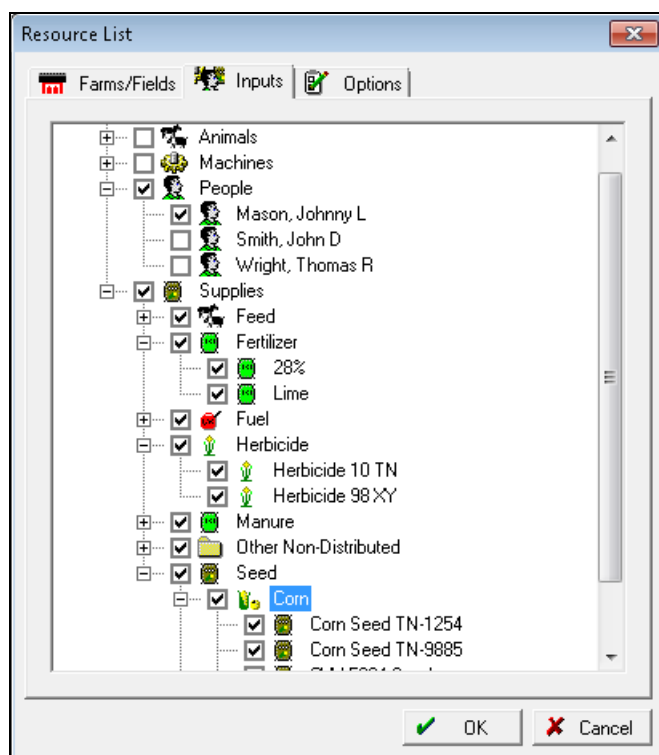 Resource List
Farms/Fields Inputs Options
Animals
Machines
People
Mason, Johnny L
Smith, John D
Wright, Thomas R
Supplies
Feed
Fertilizer
28%
Lime
Fuel
Herbicide
Herbicide 10 TN
Herbicide 98 XY
Manure
Other Non-Distributed
Seed
Corn
Corn Seed TN-1254
Corn Seed TN-9885
OK Cancel